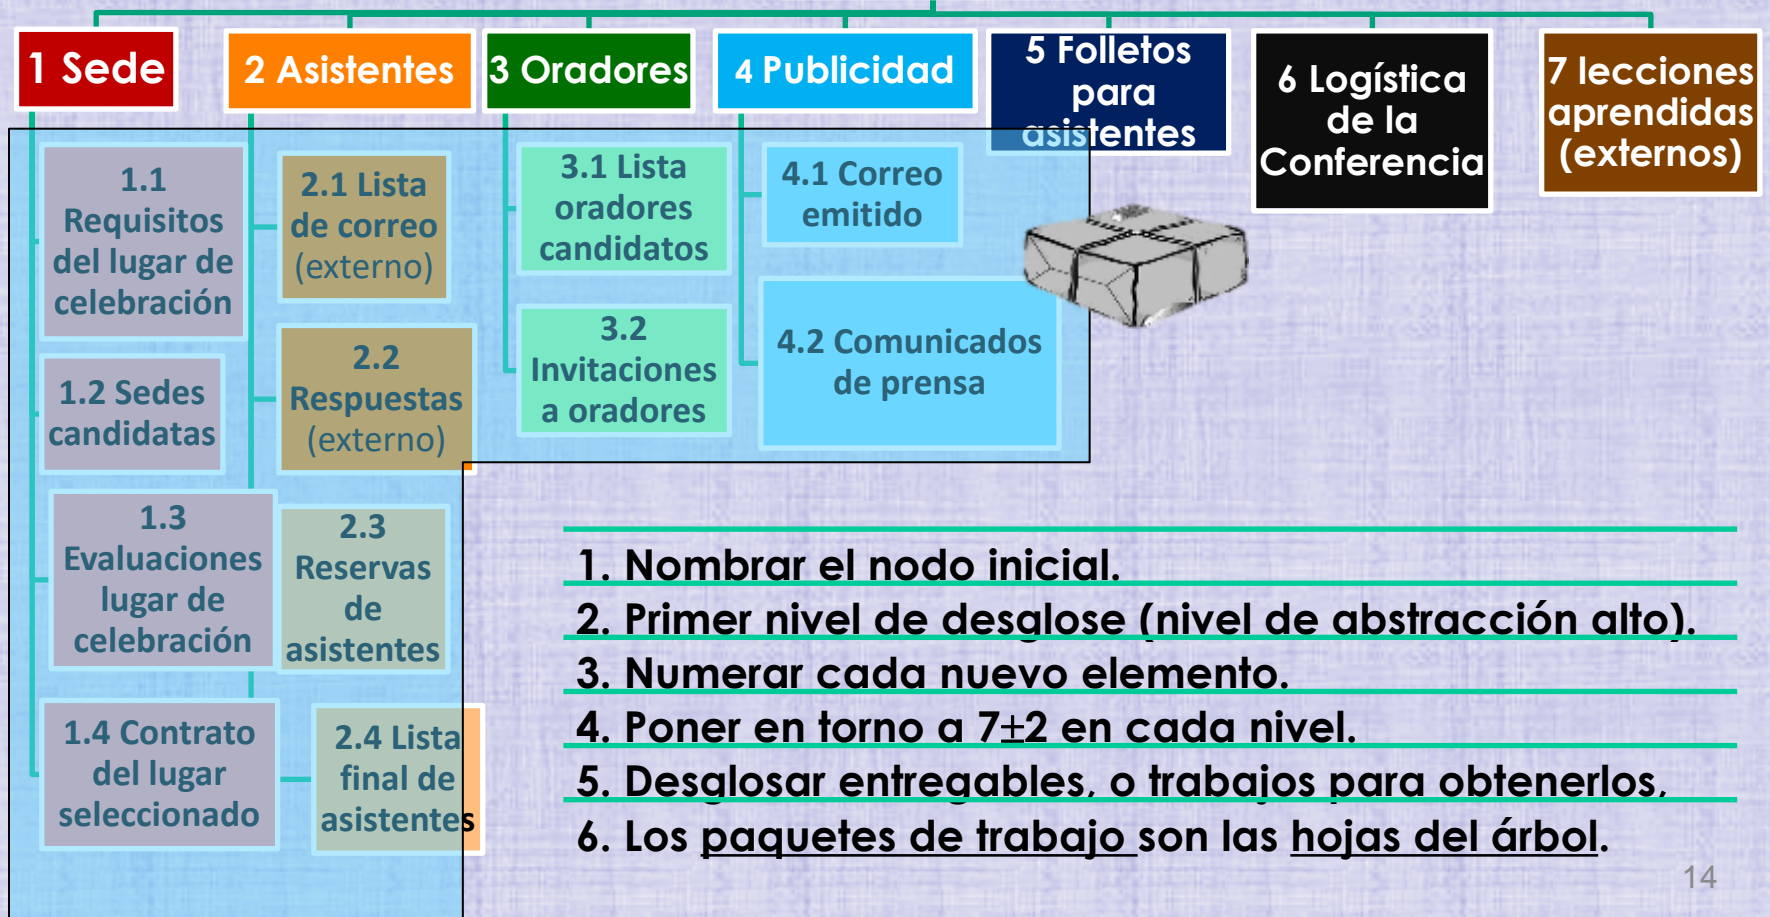 1 Sede
2 Asistentes
3 Oradores
4 Publicidad
5 Folletos
para
asistentes
6 Logística
de la
Conferencia
7 lecciones
aprendidas
(externos)
1.1
Requisitos
del lugar de
celebración
1.2 Sedes
candidatas
1.3
Evaluaciones
lugar de
celebración
1.4 Contrato
del lugar
seleccionado
2.1 Lista
de correo
(externo)
2.2
Respuestas
(externo)
2.3
Reservas
de
asistentes
2.4 Lista
final de
asistentes
3.1 Lista
oradores
candidatos
3.2
Invitaciones
a oradores
4.1 Correo
emitido
4.2 Comunicados
de prensa
1. Nombrar el nodo inicial.
2. Primer nivel de desglose (nivel de abstracción alto).
3. Numerar cada nuevo elemento.
4. Poner en torno a 7±2 en cada nivel.
5. Desglosar entregables, o trabajos para obtenerlos,
6. Los paquetes de trabajo son las hojas del árbol.
14